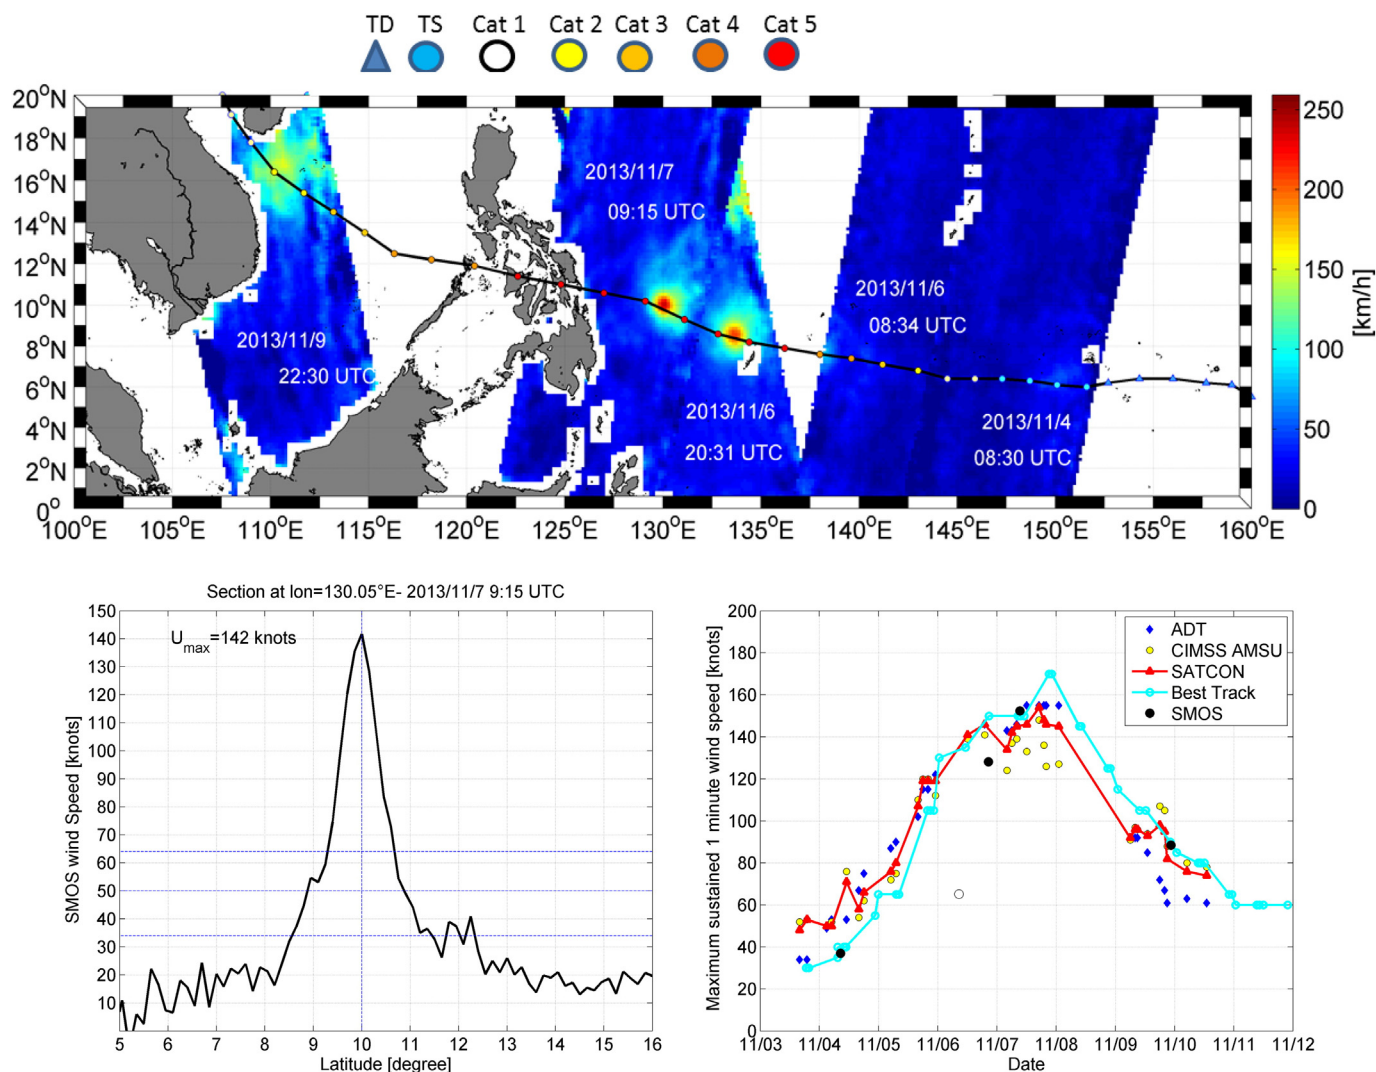 TD TS Cat 1 Cat 2 Cat 3 Cat 4 Cat 5
20°N
18°N
16°N
14°N
12°N
10°N
8°N
6°N
4°N
2°N
0°
100°E 105°E 110°E 115°E 120°E 125°E 130°E 135°E 140°E 145°E 150°E 155°E 160°E
2013/11/7
09:15 UTC
2013/11/6
08:34 UTC
2013/11/9
22:30 UTC
2013/11/6
20:31 UTC
2013/11/4
08:30 UTC
250
200
150
100
50
0
[km/h]
Section at lon=130.05°E- 2013/11/7 9:15 UTC
Umax=142 knots
SMOS wind Speed [knots]
150
140
130
120
110
100
90
80
70
60
50
40
30
20
10
5 6 7 8 9 10 11 12 13 14 15 16
Latitude [degree]
Maximum sustained 1 minute wind speed [knots]
200
180
160
140
120
100
80
60
40
20
0
11/03 11/04 11/05 11/06 11/07 11/08 11/09 11/10 11/11 11/12
Date
ADT
CIMSS AMSU
SATCON
Best Track
SMOS